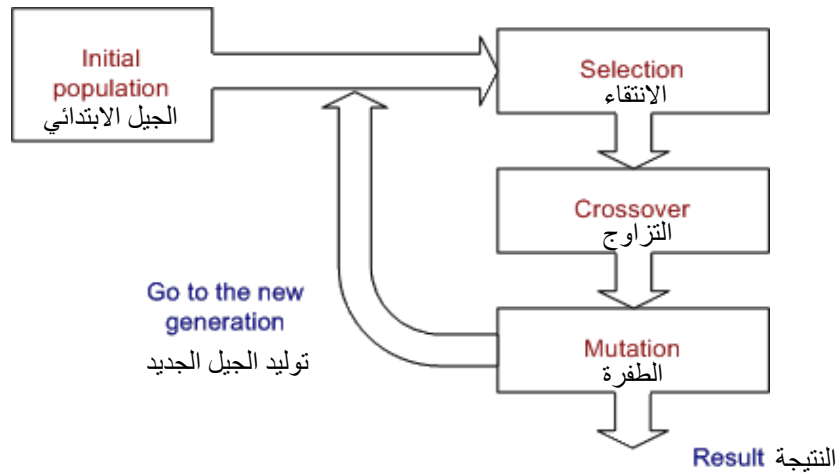 Initial
population
الجيل الابتدائي
Selection
الانتقاء
Crossover
التزاوج
Go to the new
generation
توليد الجيل الجديد
Mutation
الطفرة
Result النتيجة